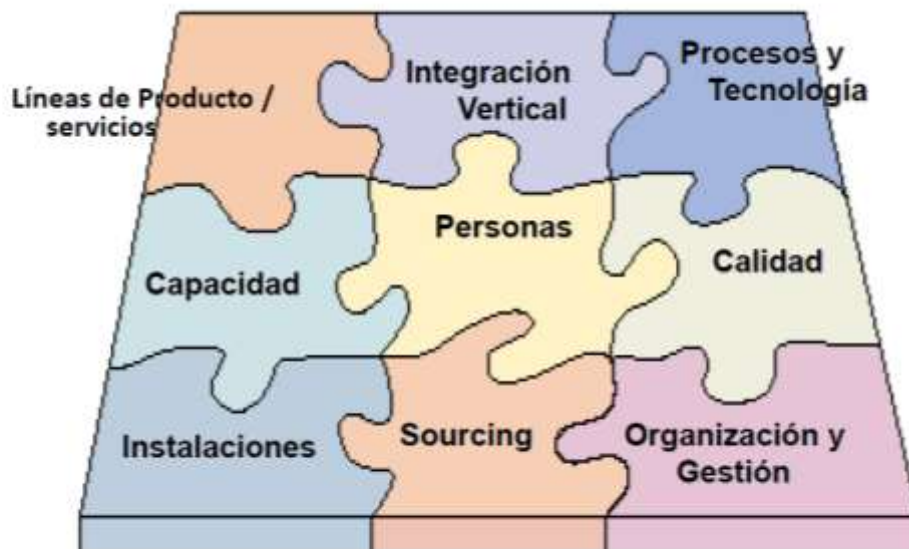 Líneas de Producto /
servicios
Integración
Vertical
Procesos y
Tecnología
Capacidad
Personas
Calidad
Instalaciones
Sourcing
Organización y
Gestión